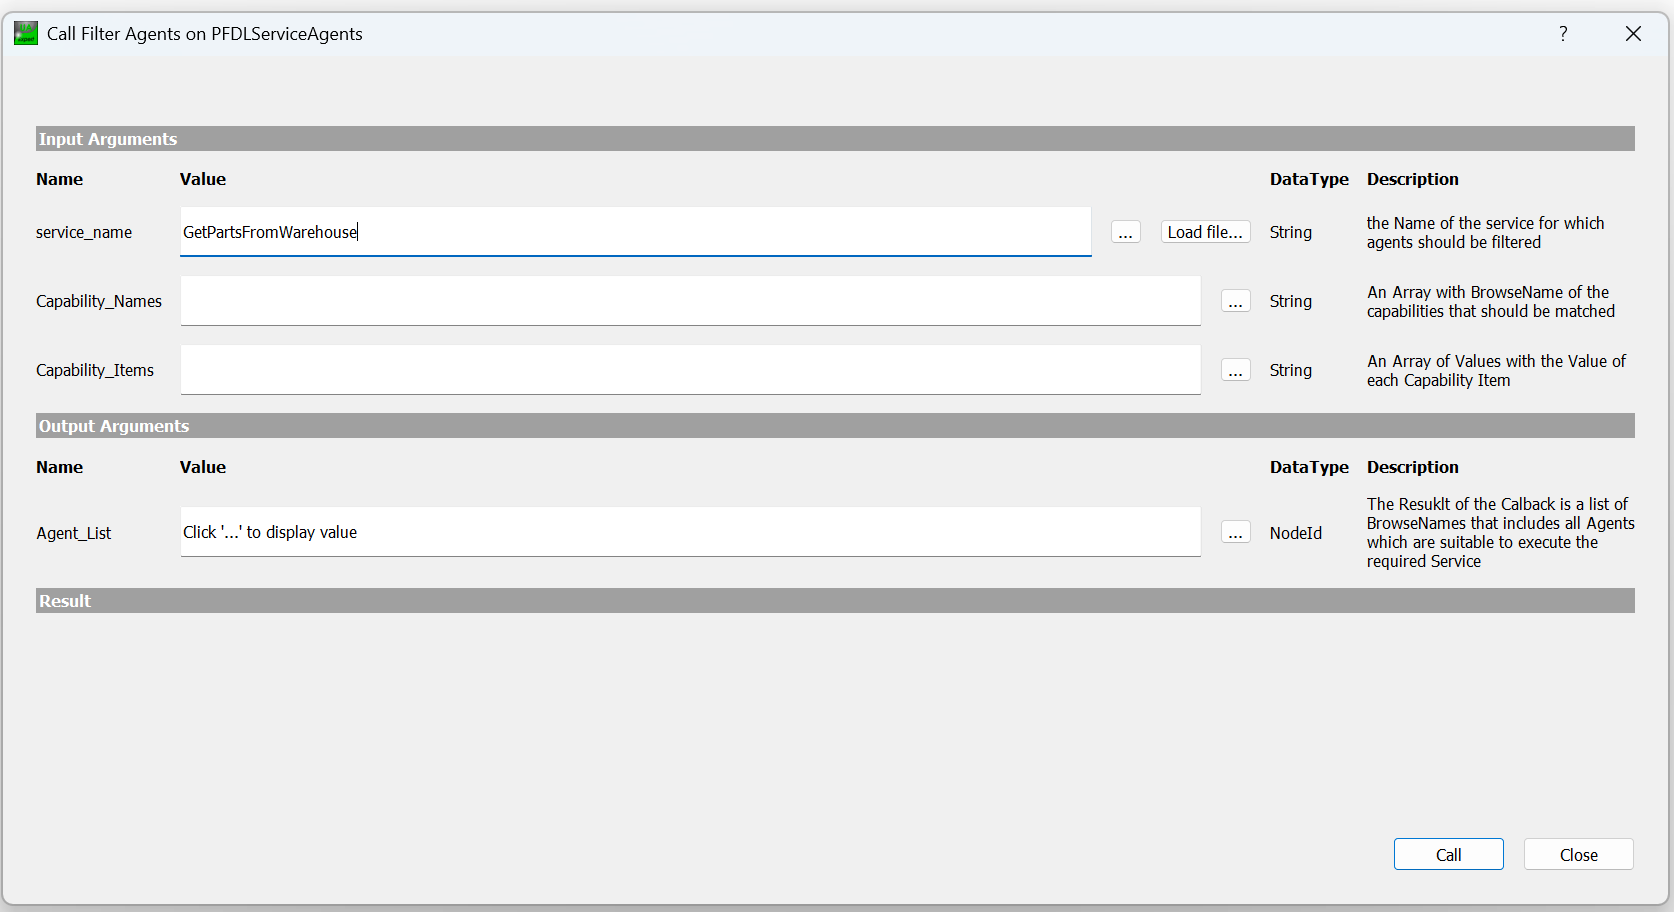 Call Filter Agents on PFDLServiceAgents
?
Input Arguments
Name Value DataType Description
service_name GetPartsFromWarehouse ... Load file... String the Name of the service for which
agents should be filtered
Capability_Names ... String An Array with BrowseName of the
capabilities that should be matched
Capability_Items ... String An Array of Values with the Value of
each Capability Item
Output Arguments
Name Value DataType Description
Agent_List Click '...' to display value ... NodeId The Resuklt of the Calback is a list of
BrowseNames that includes all Agents
which are suitable to execute the
required Service
Result
Call Close